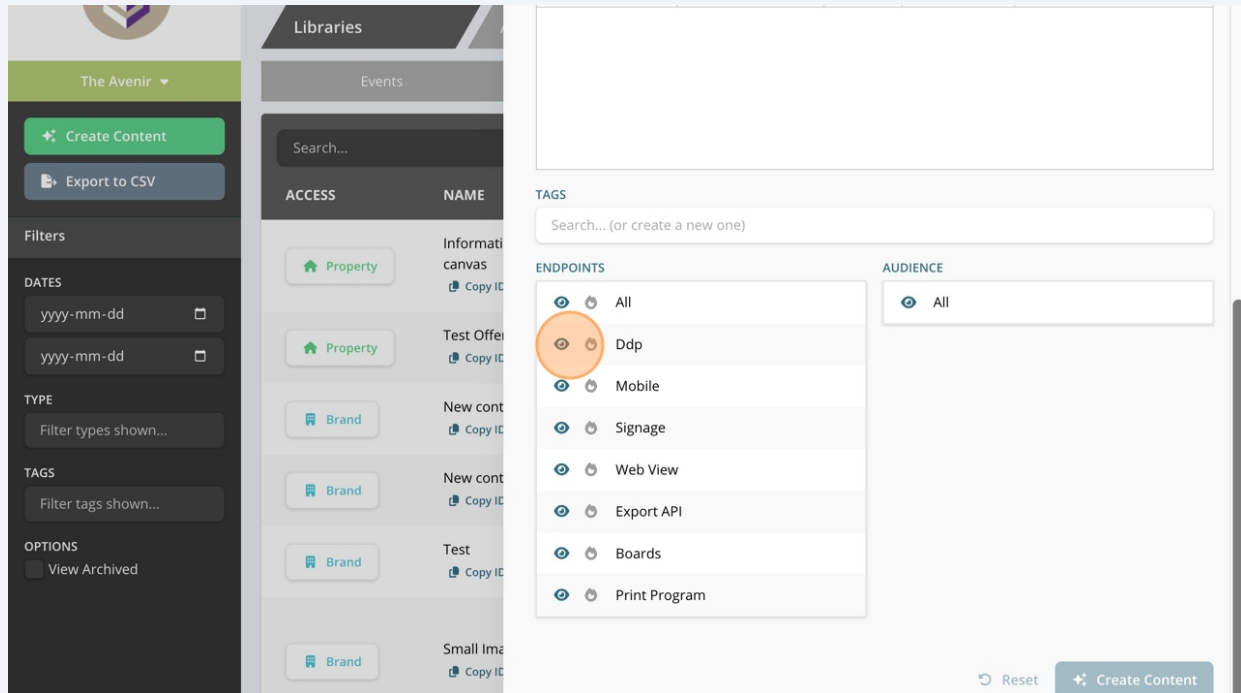 Libraries
The Avenir
Events
Create Content
Export to CSV
Search...
ACCESS NAME
Filters
DATES
yyyy-mm-dd
yyyy-mm-dd
TYPE
Filter types shown...
TAGS
Filter tags shown...
OPTIONS
View Archived
Property
Informati
canvas
Copy ID
Property
Test Offe
Copy ID
Brand
New cont
Copy ID
Brand
New cont
Copy ID
Brand
Test
Copy ID
Brand
Small Ima
Copy ID
TAGS
Search... (or create a new one)
ENDPOINTS
All
Ddp
Mobile
Signage
Web View
Export API
Boards
Print Program
AUDIENCE
All
Reset
Create Content